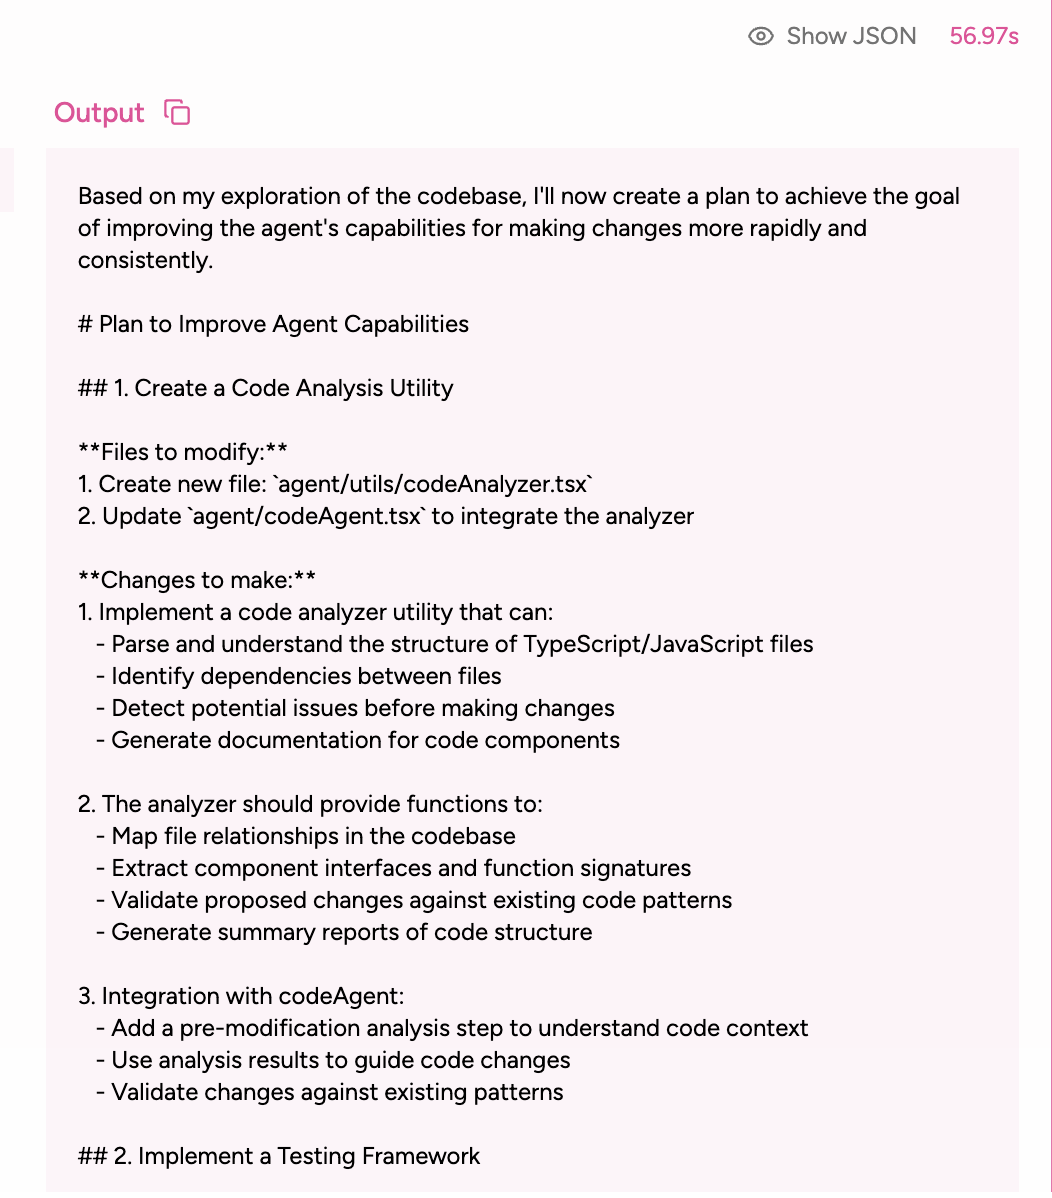 Show JSON 56.97s
Output
Based on my exploration of the codebase, I'll now create a plan to achieve the goal
of improving the agent's capabilities for making changes more rapidly and
consistently.
# Plan to Improve Agent Capabilities
## 1. Create a Code Analysis Utility
**Files to modify:**
1. Create new file: `agent/utils/codeAnalyzer.tsx`
2. Update `agent/codeAgent.tsx` to integrate the analyzer
**Changes to make:**
1. Implement a code analyzer utility that can:
- Parse and understand the structure of TypeScript/JavaScript files
- Identify dependencies between files
- Detect potential issues before making changes
- Generate documentation for code components
2. The analyzer should provide functions to:
- Map file relationships in the codebase
- Extract component interfaces and function signatures
- Validate proposed changes against existing code patterns
- Generate summary reports of code structure
3. Integration with codeAgent:
- Add a pre-modification analysis step to understand code context
- Use analysis results to guide code changes
- Validate changes against existing patterns
## 2. Implement a Testing Framework